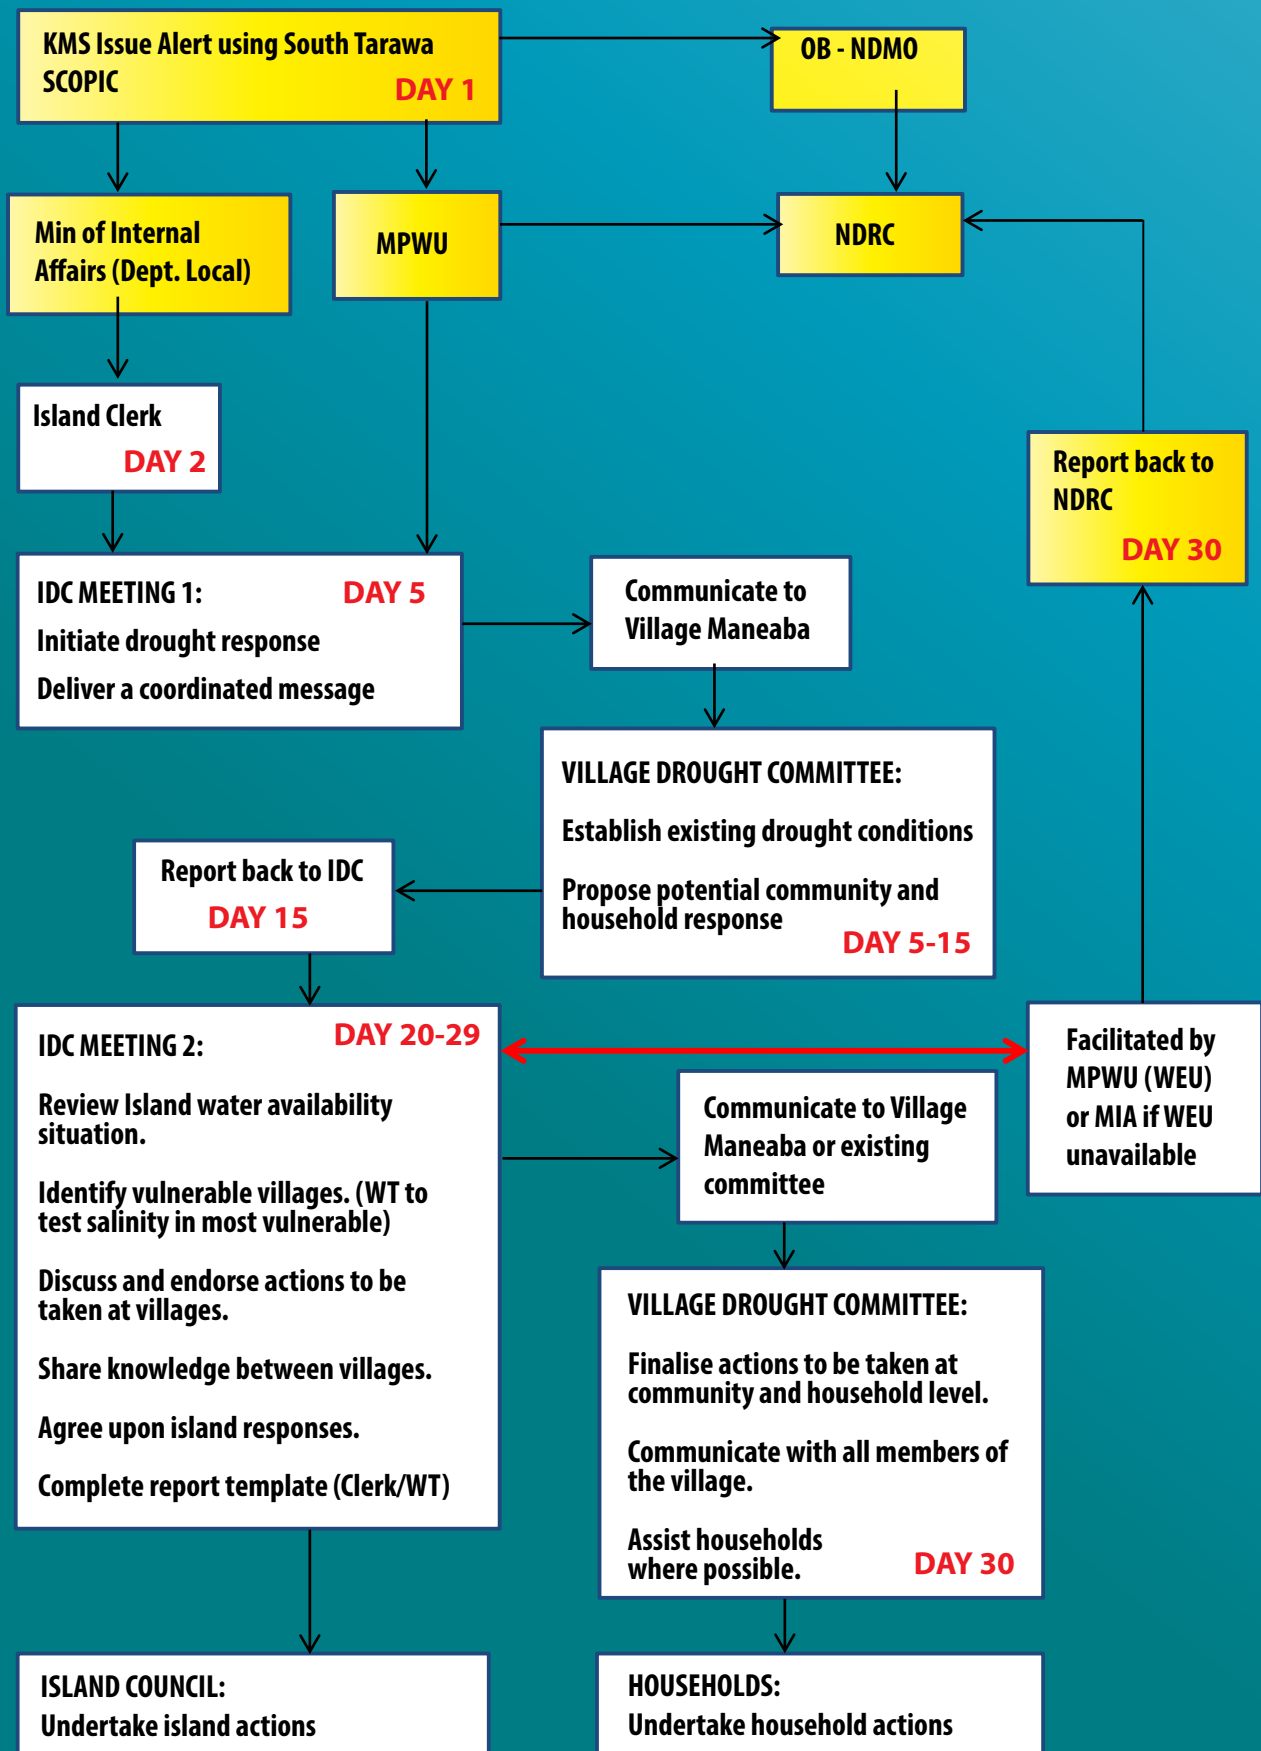 KMS Issue Alert using South Tarawa
SCOPIC
DAY 1
OB - NDMO
Min of Internal
Affairs (Dept. Local)
MPWU
NDRC
Island Clerk
DAY 2
Report back to
NDRC
DAY 30
IDC MEETING 1:
DAY 5
Initiate drought response
Deliver a coordinated message
Communicate to
Village Maneaba
VILLAGE DROUGHT COMMITTEE:
Establish existing drought conditions
Propose potential community and
household response
DAY 5-15
Report back to IDC
DAY 15
IDC MEETING 2:
DAY 20-29
Review Island water availability
situation.
Identify vulnerable villages. (WT to
test salinity in most vulnerable)
Discuss and endorse actions to be
taken at villages.
Share knowledge between villages.
Agree upon island responses.
Complete report template (Clerk/WT)
Facilitated by
MPWU (WEU)
or MIA if WEU
unavailable
Communicate to Village
Maneaba or existing
committee
VILLAGE DROUGHT COMMITTEE:
Finalise actions to be taken at
community and household level.
Communicate with all members of
the village.
Assist households
where possible.
DAY 30
ISLAND COUNCIL:
Undertake island actions
HOUSEHOLDS:
Undertake household actions